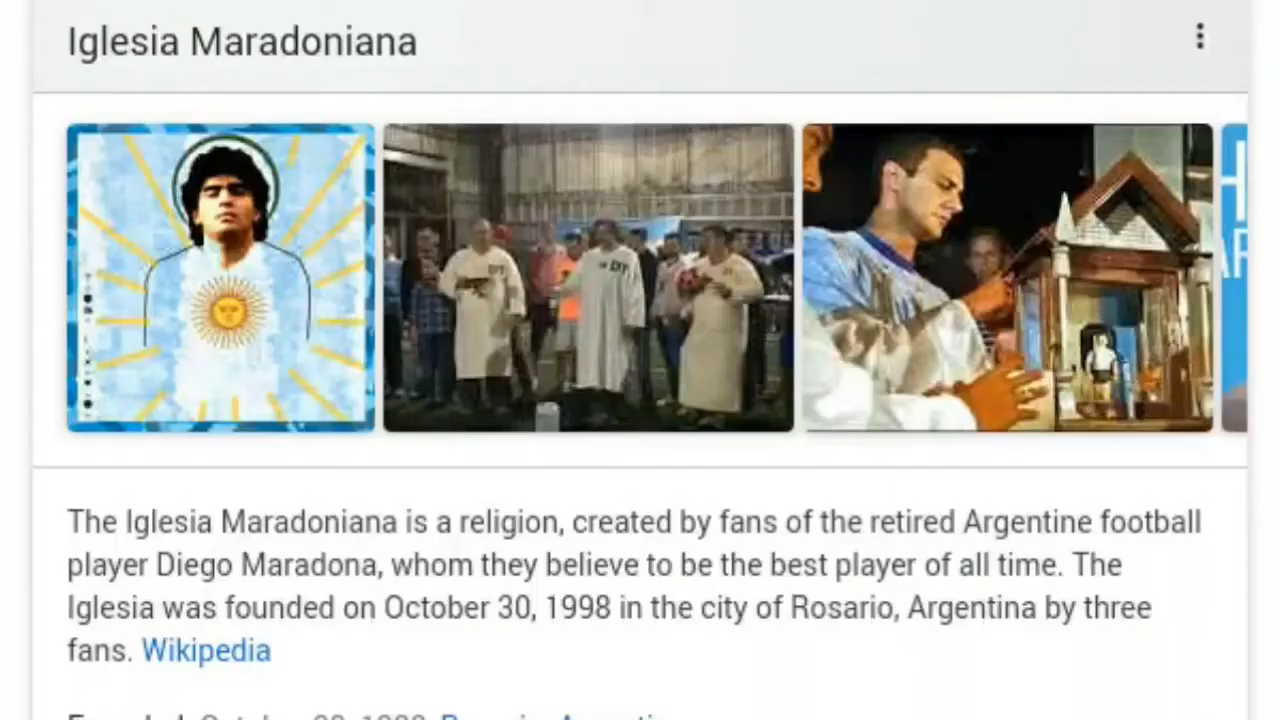 Iglesia Maradoniana
The Iglesia Maradoniana is a religion, created by fans of the retired Argentine football
player Diego Maradona, whom they believe to be the best player of all time. The
Iglesia was founded on October 30, 1998 in the city of Rosario, Argentina by three
fans. Wikipedia